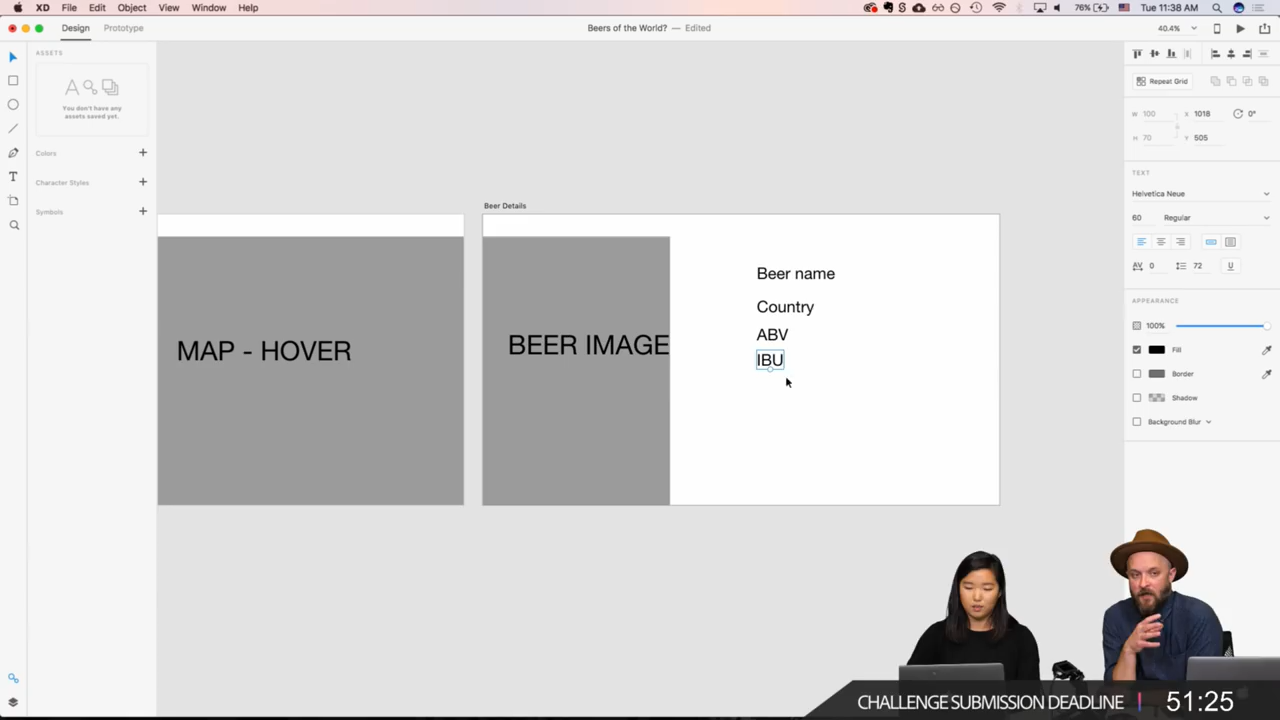 XD File Edit Object View Window Help
76% Tue 11:38 AM
Design Prototype
Beers of the World? — Edited
40.4%
ASSETS
You don't have any
assets saved yet.
Colors +
Character Styles +
Symbols +
MAP - HOVER
Beer Details
BEER IMAGE
Beer name
Country
ABV
IBU
Repeat Grid
W 100 X 1018 0°
H 70 Y 505
TEXT
Helvetica Neue
60 Regular
AV 0 72 U
APPEARANCE
100%
Fill
Border
Shadow
Background Blur
CHALLENGE SUBMISSION DEADLINE | 51:25